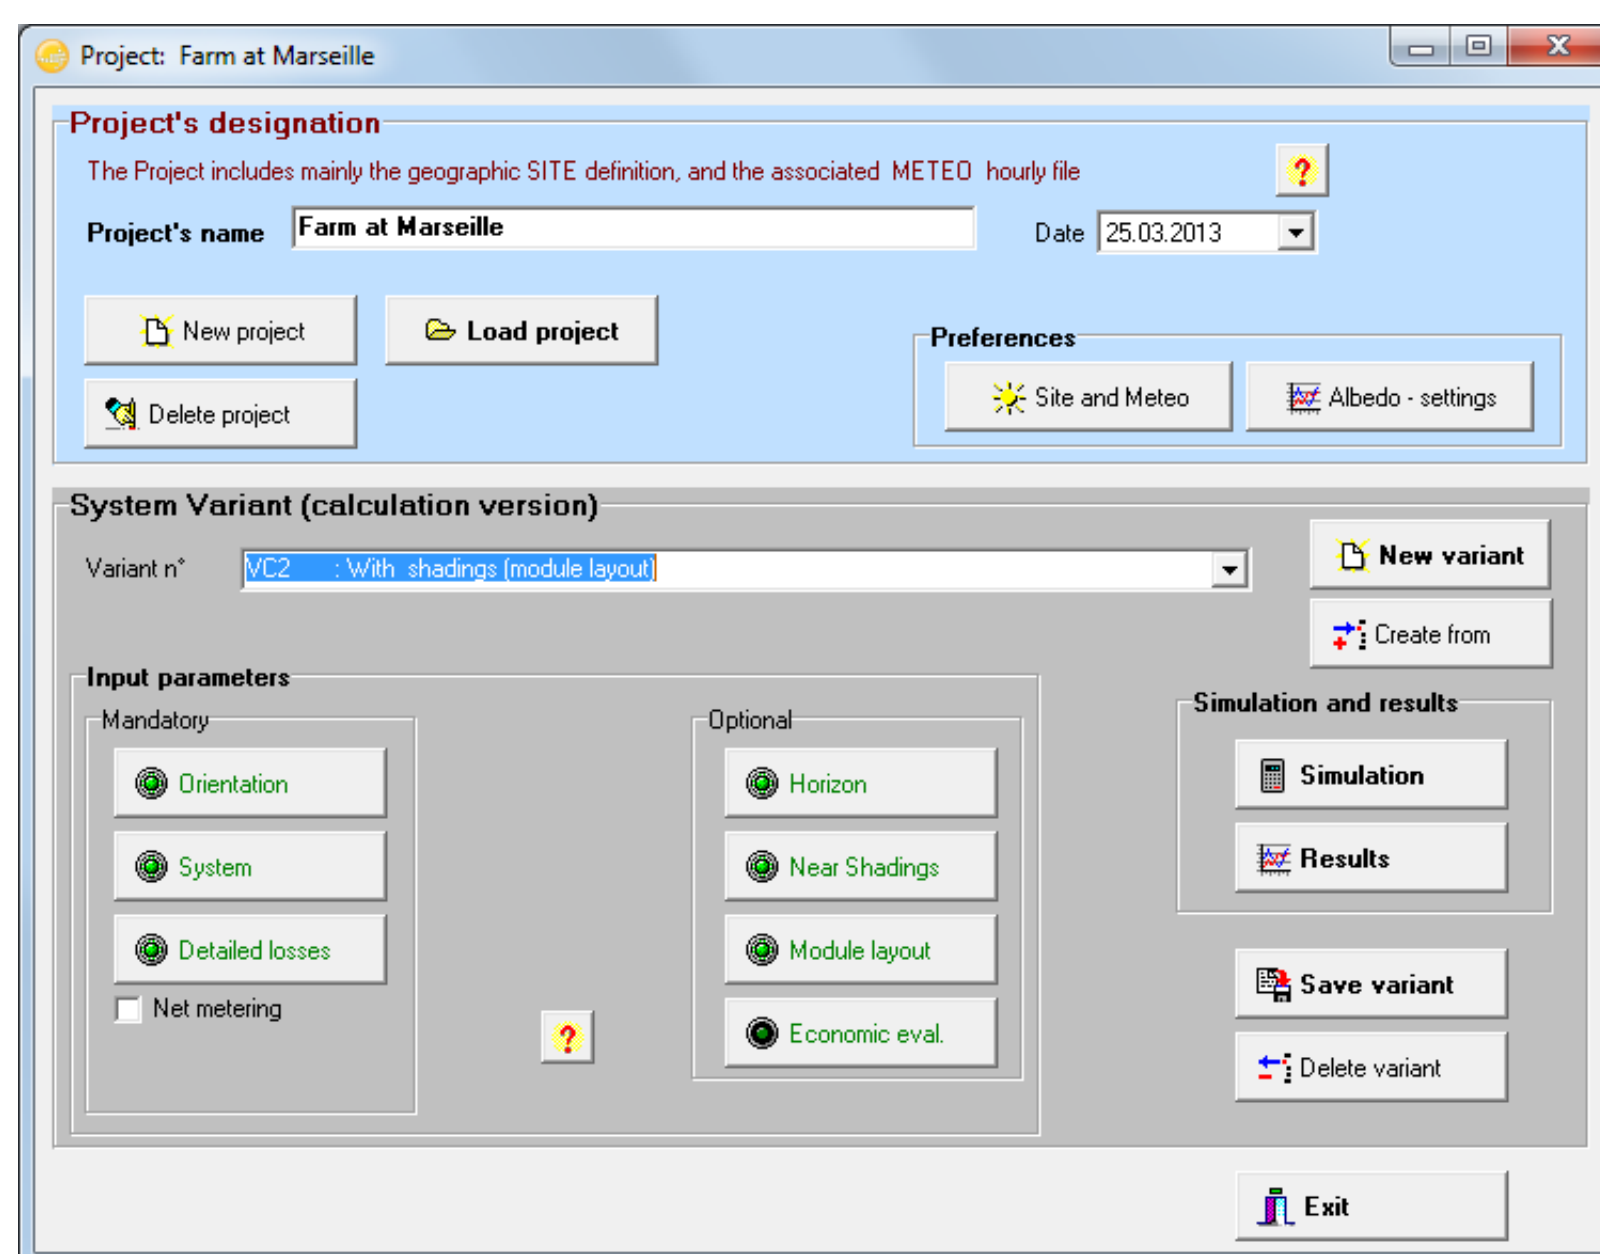 Project: Farm at Marseille
Project's designation
The Project includes mainly the geographic SITE definition, and the associated METEO hourly file
?
Project's name Farm at Marseille Date 25.03.2013
New project Load project
Preferences
Delete project Site and Meteo Albedo - settings
System Variant (calculation version)
Variant n° VC2 : With shadings (module layout) New variant
Create from
Input parameters
Mandatory Optional Simulation and results
Orientation Horizon Simulation
System Near Shadings Results
Detailed losses Module layout Save variant
Net metering
? Economic eval. Delete variant
Exit